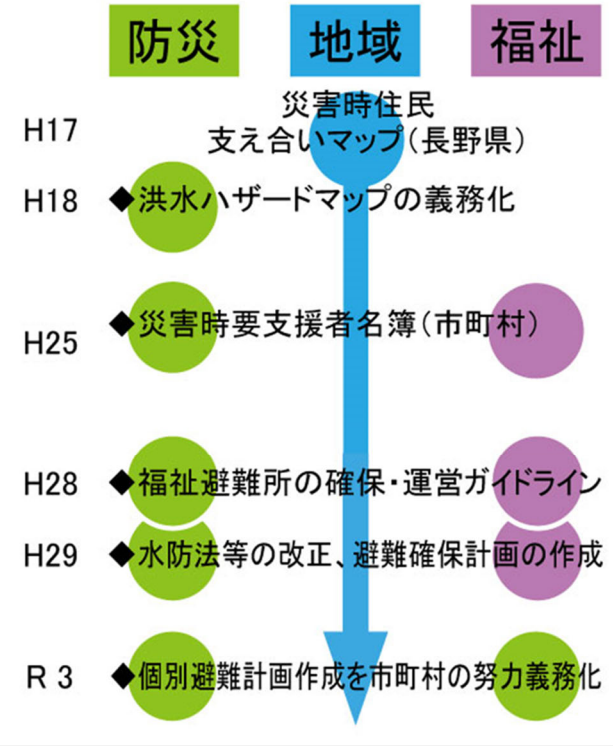 防災 地域 福祉
H17 災害時住民
支え合いマップ(長野県)
H18 ◆洪水ハザードマップの義務化
H25 ◆災害時要支援者名簿(市町村)
H28 ◆福祉避難所の確保・運営ガイドライン
H29 ◆水防法等の改正、避難確保計画の作成
R 3 ◆個別避難計画作成を市町村の努力義務化